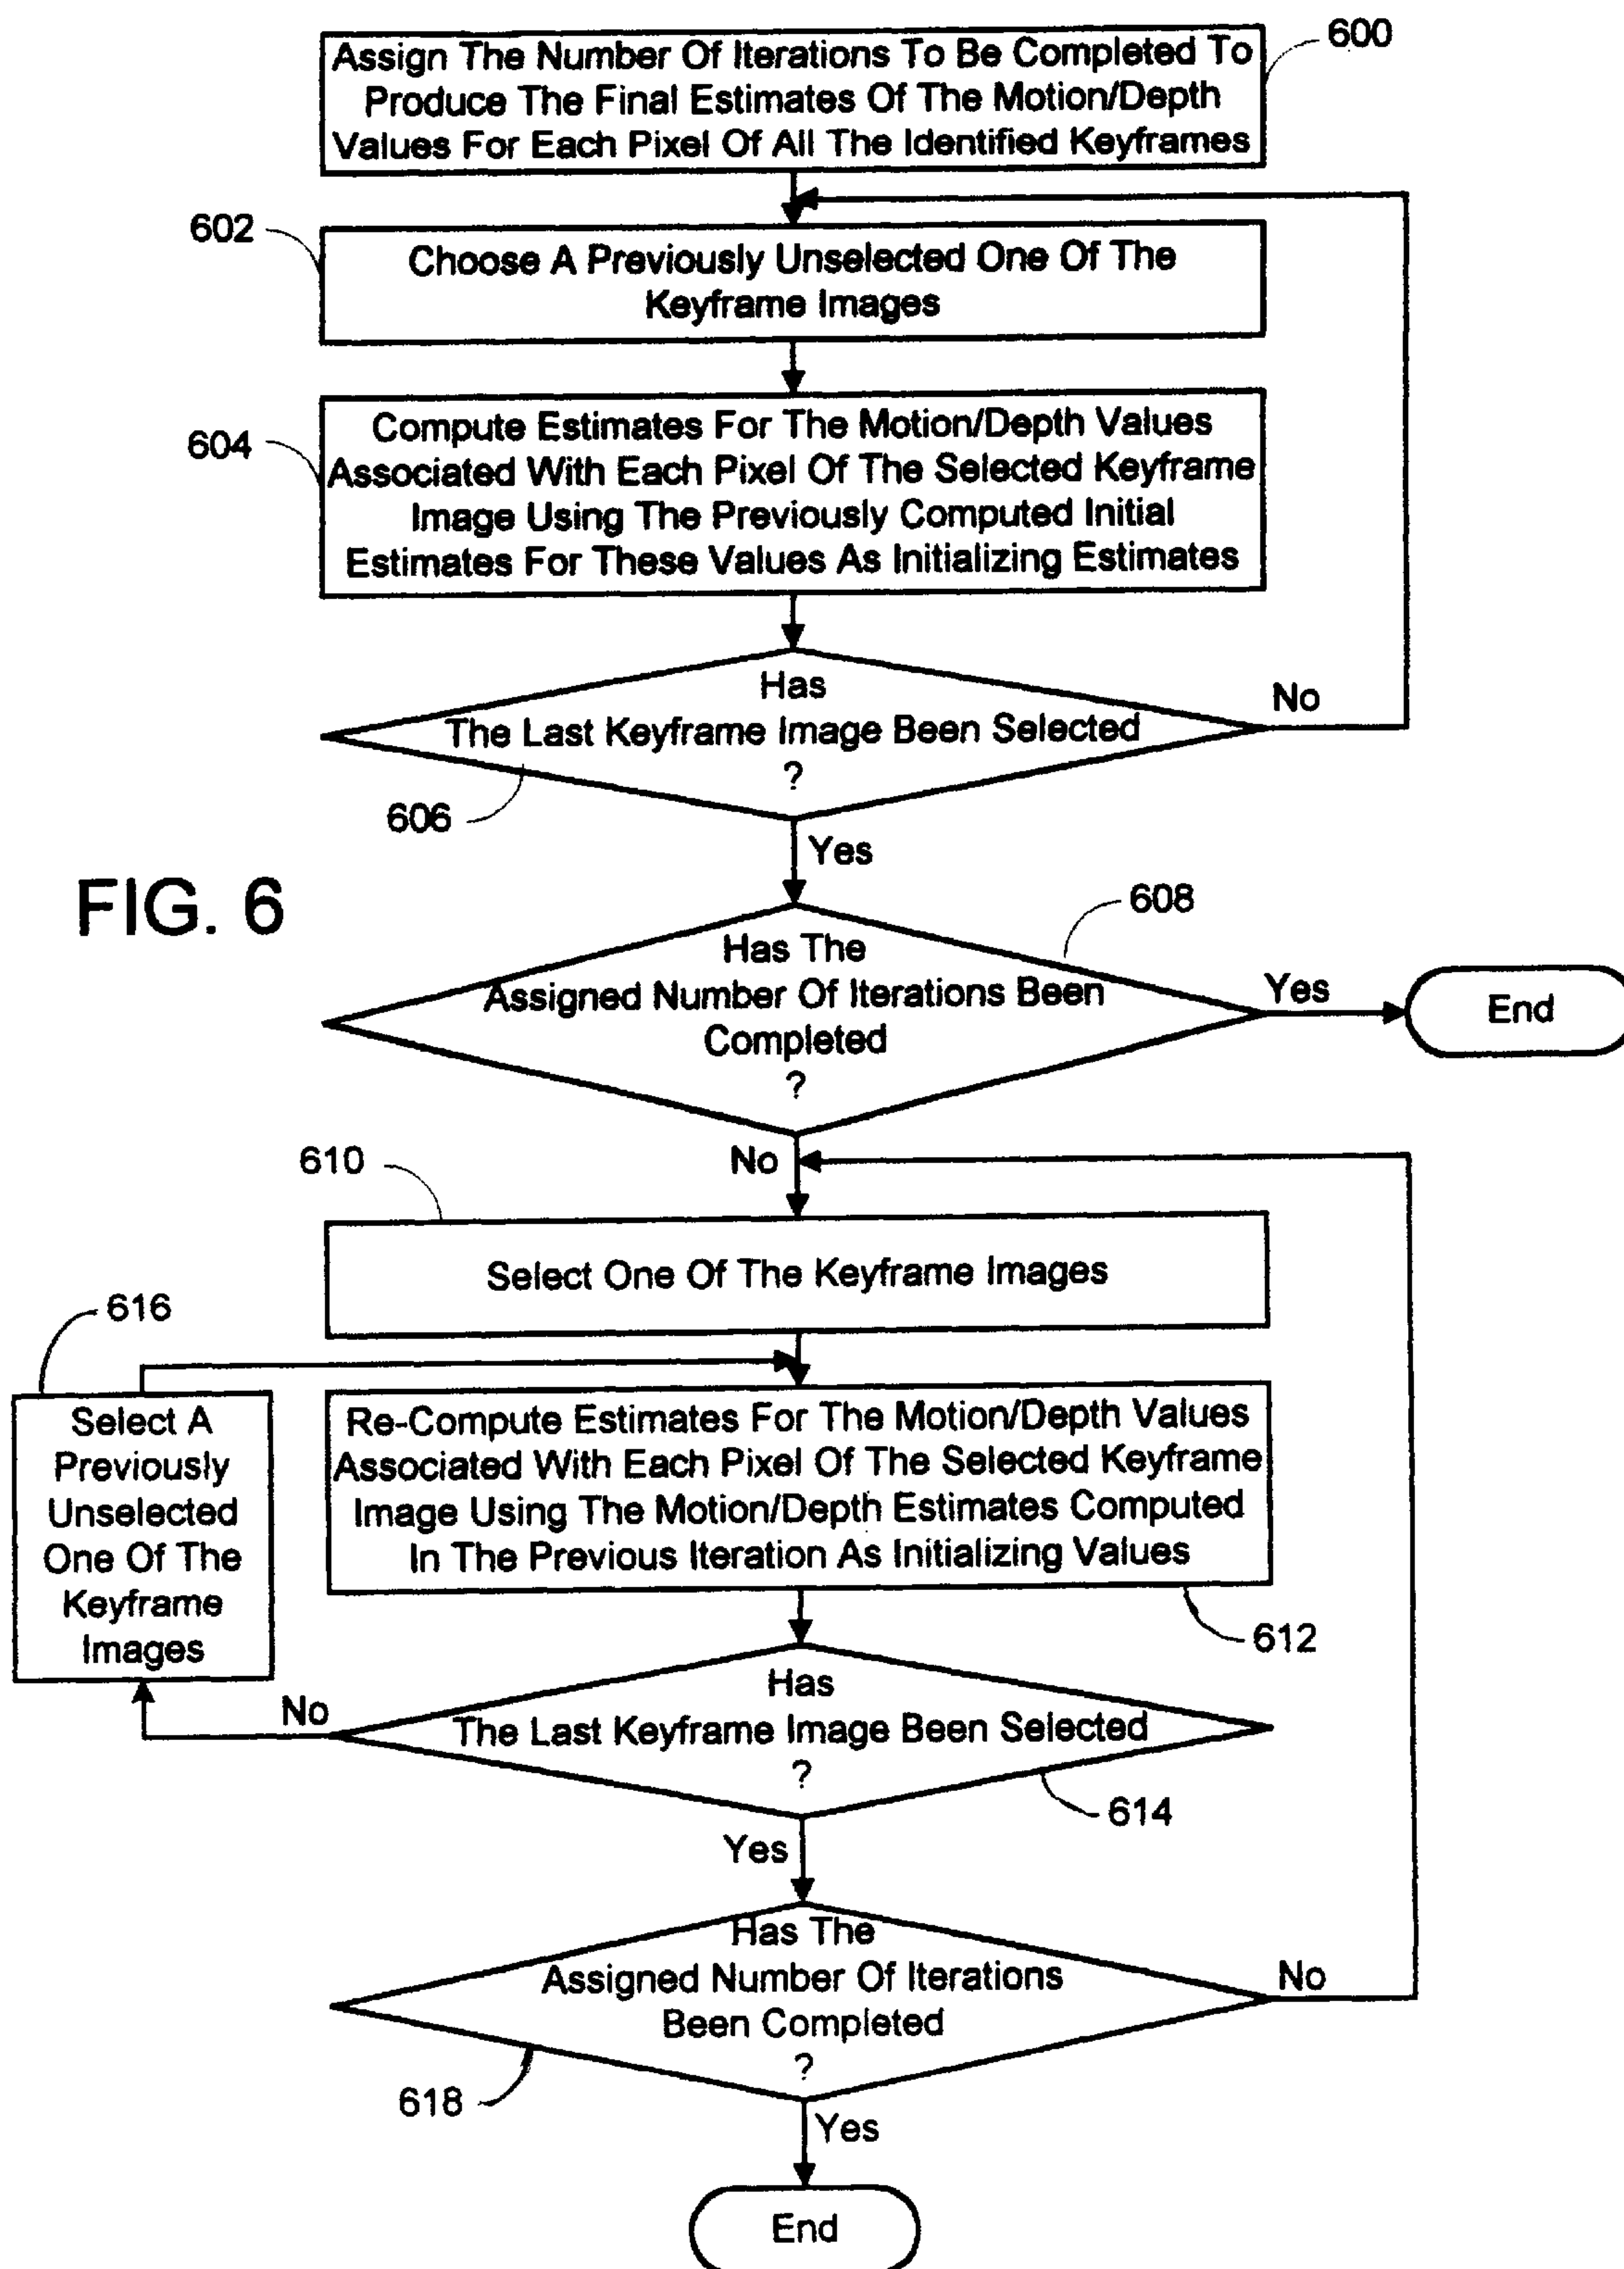 Assign The Number Of Iterations To Be Completed To
Produce The Final Estimates Of The Motion/Depth
Values For Each Pixel Of All The Identified Keyframes
600
602
Choose A Previously Unselected One Of The
Keyframe Images
604
Compute Estimates For The Motion/Depth Values
Associated With Each Pixel Of The Selected Keyframe
Image Using The Previously Computed Initial
Estimates For These Values As Initializing Estimates
Has
The Last Keyframe Image Been Selected
?
No
606
Yes
FIG. 6
608
Has The
Assigned Number Of Iterations Been
Completed
?
Yes
End
No
610
Select One Of The Keyframe Images
616
Select A
Previously
Unselected
One Of The
Keyframe
Images
Re-Compute Estimates For The Motion/Depth Values
Associated With Each Pixel Of The Selected Keyframe
Image Using The Motion/Depth Estimates Computed
In The Previous Iteration As Initializing Values
612
Has
The Last Keyframe Image Been Selected
?
No
614
Yes
Has The
Assigned Number Of Iterations
Been Completed
?
No
618
Yes
End